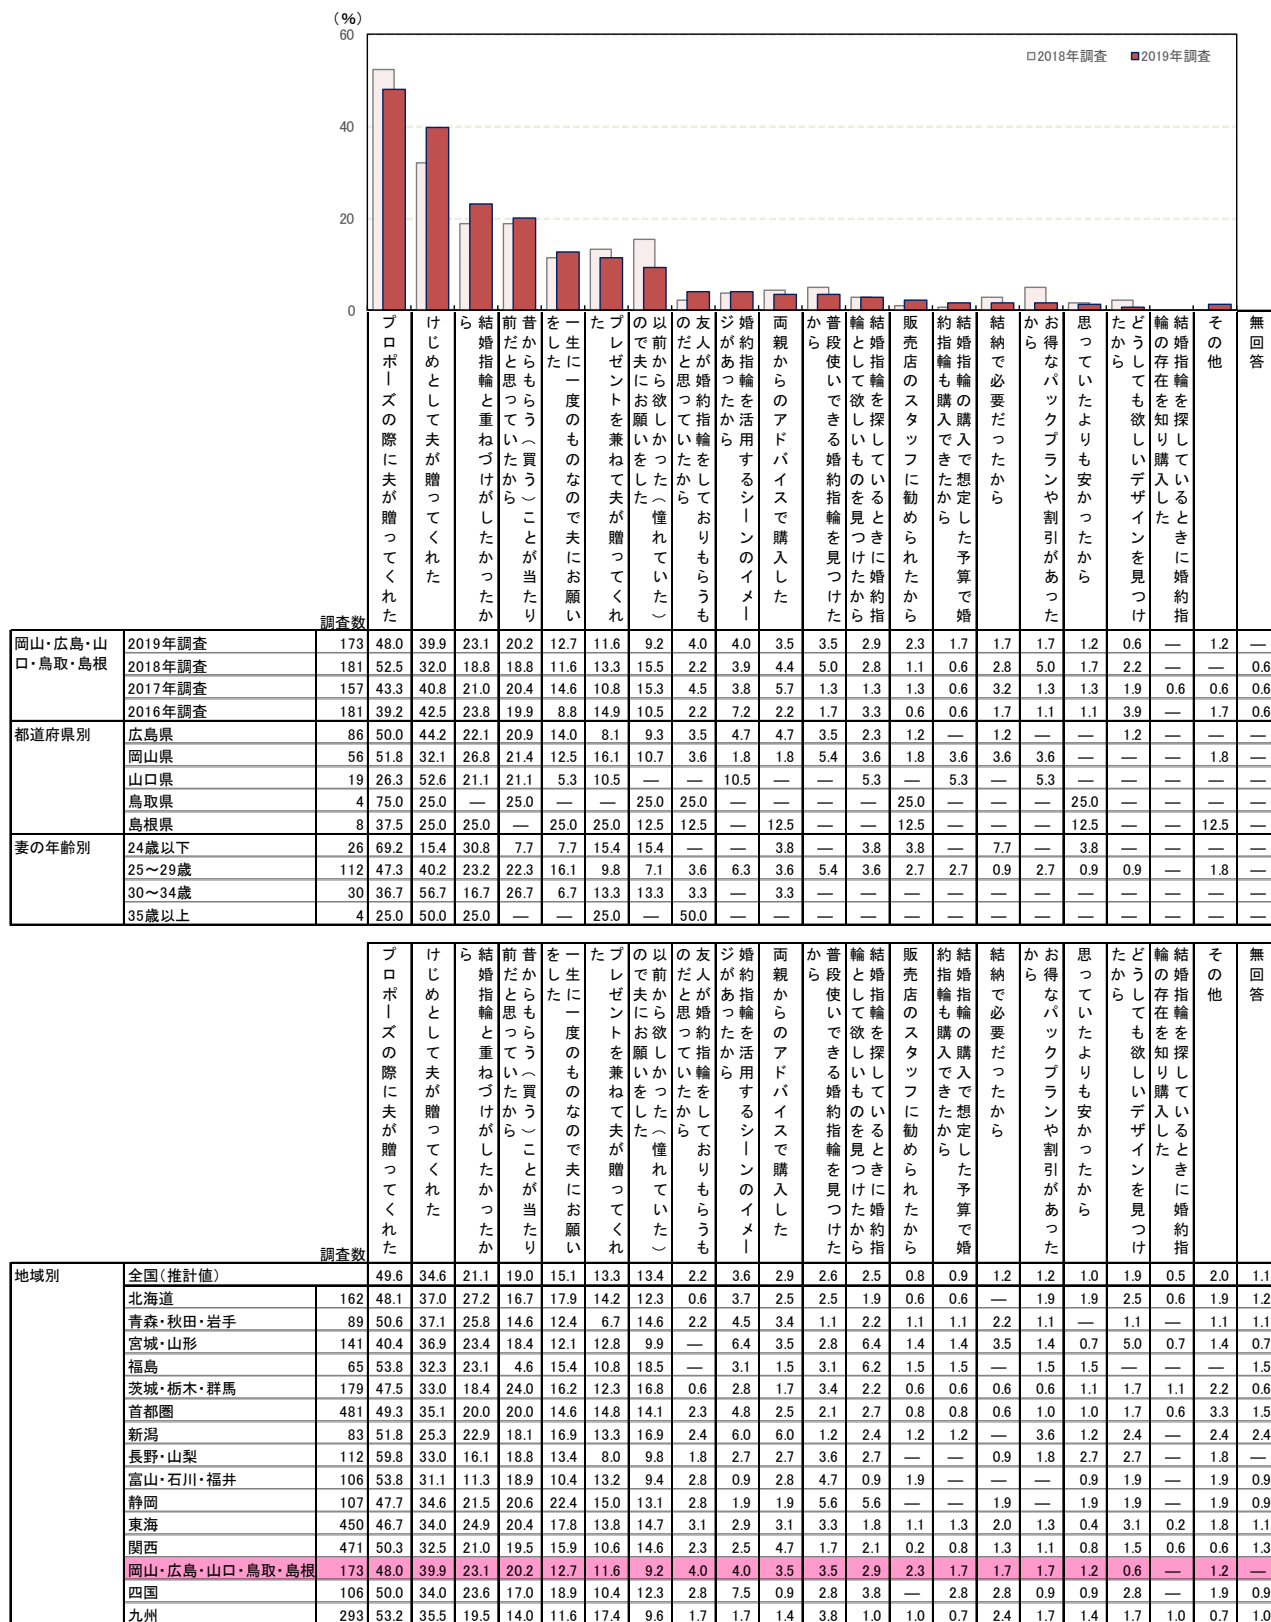 (%)
60
40
20
0
2018年調査 2019年調査
調査数
プロポーズの際に夫が贈ってくれた
けじめとして夫が贈ってくれた
結婚指輪と重ねづけがしたかったから
昔からもらう(買う)ことが当たり前だと思っていたから
一生に一度のものなので夫にお願いをした
プレゼントを兼ねて夫が贈ってくれた
以前から欲しかった(憧れていた)ので夫にお願いをした
友人が婚約指輪をしておりもらうものだと思っていたから
婚約指輪を活用するシーンのイメージがあったから
両親からのアドバイスで購入した
普段使いできる婚約指輪を見つけたから
結婚指輪を探しているときに婚約指輪として欲しいものを見つけたから
販売店のスタッフに勧められたから
結婚指輪の購入で想定した予算で婚約指輪も購入できたから
結納で必要だったから
お得なパックプランや割引があったから
思っていたよりも安かったから
どうしても欲しいデザインを見つけたから
結婚指輪を探しているときに婚約指輪の存在を知り購入した
その他
無回答
岡山・広島・山口・鳥取・島根
2019年調査 173 48.0 39.9 23.1 20.2 12.7 11.6 9.2 4.0 4.0 3.5 3.5 2.9 2.3 1.7 1.7 1.7 1.2 0.6 — 1.2 —
2018年調査 181 52.5 32.0 18.8 18.8 11.6 13.3 15.5 2.2 3.9 4.4 5.0 2.8 1.1 0.6 2.8 5.0 1.7 2.2 — — 0.6
2017年調査 157 43.3 40.8 21.0 20.4 14.6 10.8 15.3 4.5 3.8 5.7 1.3 1.3 1.3 0.6 3.2 1.3 1.3 1.9 0.6 0.6 0.6
2016年調査 181 39.2 42.5 23.8 19.9 8.8 14.9 10.5 2.2 7.2 2.2 1.7 3.3 0.6 0.6 1.7 1.1 1.1 3.9 — 1.7 0.6
都道府県別
広島県 86 50.0 44.2 22.1 20.9 14.0 8.1 9.3 3.5 4.7 4.7 3.5 2.3 1.2 — 1.2 — — 1.2 — — —
岡山県 56 51.8 32.1 26.8 21.4 12.5 16.1 10.7 3.6 1.8 1.8 5.4 3.6 1.8 3.6 3.6 3.6 — — — 1.8 —
山口県 19 26.3 52.6 21.1 21.1 5.3 10.5 — — 10.5 — — 5.3 — 5.3 — 5.3 — — — — —
鳥取県 4 75.0 25.0 — 25.0 — — 25.0 25.0 — — — — 25.0 — — — 25.0 — — — —
島根県 8 37.5 25.0 25.0 — 25.0 25.0 12.5 12.5 — 12.5 — — 12.5 — — — 12.5 — — 12.5 —
妻の年齢別
24歳以下 26 69.2 15.4 30.8 7.7 7.7 15.4 15.4 — — 3.8 — 3.8 3.8 — 7.7 — 3.8 — — — —
25~29歳 112 47.3 40.2 23.2 22.3 16.1 9.8 7.1 3.6 6.3 3.6 5.4 3.6 2.7 2.7 0.9 2.7 0.9 0.9 — 1.8 —
30~34歳 30 36.7 56.7 16.7 26.7 6.7 13.3 13.3 3.3 — 3.3 — — — — — — — — — — —
35歳以上 4 25.0 50.0 25.0 — — 25.0 — 50.0 — — — — — — — — — — — — —
調査数
プロポーズの際に夫が贈ってくれた
けじめとして夫が贈ってくれた
結婚指輪と重ねづけがしたかったから
昔からもらう(買う)ことが当たり前だと思っていたから
一生に一度のものなので夫にお願いをした
プレゼントを兼ねて夫が贈ってくれた
以前から欲しかった(憧れていた)ので夫にお願いをした
友人が婚約指輪をしておりもらうものだと思っていたから
婚約指輪を活用するシーンのイメージがあったから
両親からのアドバイスで購入した
普段使いできる婚約指輪を見つけたから
結婚指輪を探しているときに婚約指輪として欲しいものを見つけたから
販売店のスタッフに勧められたから
結婚指輪の購入で想定した予算で婚約指輪も購入できたから
結納で必要だったから
お得なパックプランや割引があったから
思っていたよりも安かったから
どうしても欲しいデザインを見つけたから
結婚指輪を探しているときに婚約指輪の存在を知り購入した
その他
無回答
地域別
全国(推計値) 49.6 34.6 21.1 19.0 15.1 13.3 13.4 2.2 3.6 2.9 2.6 2.5 0.8 0.9 1.2 1.2 1.0 1.9 0.5 2.0 1.1
北海道 162 48.1 37.0 27.2 16.7 17.9 14.2 12.3 0.6 3.7 2.5 2.5 1.9 0.6 0.6 — 1.9 1.9 2.5 0.6 1.9 1.2
青森・秋田・岩手 89 50.6 37.1 25.8 14.6 12.4 6.7 14.6 2.2 4.5 3.4 1.1 2.2 1.1 1.1 2.2 1.1 — 1.1 — 1.1 1.1
宮城・山形 141 40.4 36.9 23.4 18.4 12.1 12.8 9.9 — 6.4 3.5 2.8 6.4 1.4 1.4 3.5 1.4 0.7 5.0 0.7 1.4 0.7
福島 65 53.8 32.3 23.1 4.6 15.4 10.8 18.5 — 3.1 1.5 3.1 6.2 1.5 1.5 — 1.5 1.5 — — — 1.5
茨城・栃木・群馬 179 47.5 33.0 18.4 24.0 16.2 12.3 16.8 0.6 2.8 1.7 3.4 2.2 0.6 0.6 0.6 0.6 1.1 1.7 1.1 2.2 0.6
首都圏 481 49.3 35.1 20.0 20.0 14.6 14.8 14.1 2.3 4.8 2.5 2.1 2.7 0.8 0.8 0.6 1.0 1.0 1.7 0.6 3.3 1.5
新潟 83 51.8 25.3 22.9 18.1 16.9 13.3 16.9 2.4 6.0 6.0 1.2 2.4 1.2 1.2 — 3.6 1.2 2.4 — 2.4 2.4
長野・山梨 112 59.8 33.0 16.1 18.8 13.4 8.0 9.8 1.8 2.7 2.7 3.6 2.7 — — 0.9 1.8 2.7 2.7 — 1.8 —
富山・石川・福井 106 53.8 31.1 11.3 18.9 10.4 13.2 9.4 2.8 0.9 2.8 4.7 0.9 1.9 — — — 0.9 1.9 — 1.9 0.9
静岡 107 47.7 34.6 21.5 20.6 22.4 15.0 13.1 2.8 1.9 1.9 5.6 5.6 — — 1.9 — 1.9 1.9 — 1.9 0.9
東海 450 46.7 34.0 24.9 20.4 17.8 13.8 14.7 3.1 2.9 3.1 3.3 1.8 1.1 1.3 2.0 1.3 0.4 3.1 0.2 1.8 1.1
関西 471 50.3 32.5 21.0 19.5 15.9 10.6 14.6 2.3 2.5 4.7 1.7 2.1 0.2 0.8 1.3 1.1 0.8 1.5 0.6 0.6 1.3
岡山・広島・山口・鳥取・島根 173 48.0 39.9 23.1 20.2 12.7 11.6 9.2 4.0 4.0 3.5 3.5 2.9 2.3 1.7 1.7 1.7 1.2 0.6 — 1.2 —
四国 106 50.0 34.0 23.6 17.0 18.9 10.4 12.3 2.8 7.5 0.9 2.8 3.8 — 2.8 2.8 0.9 0.9 2.8 — 1.9 0.9
九州 293 53.2 35.5 19.5 14.0 11.6 17.4 9.6 1.7 1.7 1.4 3.8 1.0 1.0 0.7 2.4 1.7 1.4 1.7 1.0 0.7 1.0